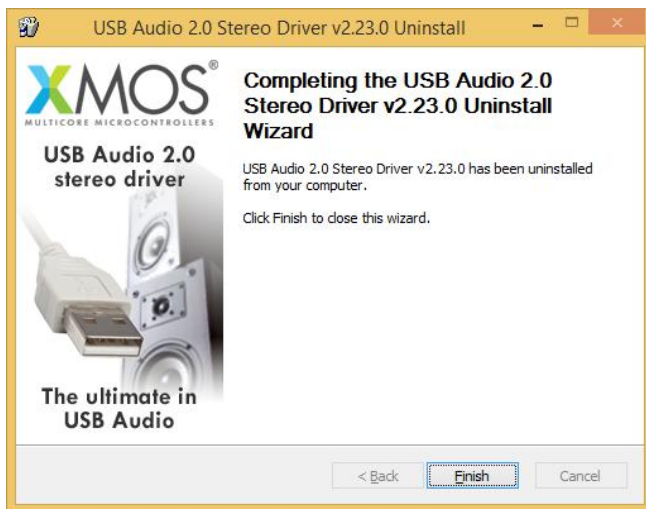 USB Audio 2.0 Stereo Driver v2.23.0 Uninstall
XMOS®
MULTICORE MICROCONTROLLERS
USB Audio 2.0
stereo driver
The ultimate in
USB Audio
Completing the USB Audio 2.0
Stereo Driver v2.23.0 Uninstall
Wizard
USB Audio 2.0 Stereo Driver v2.23.0 has been uninstalled
from your computer.
Click Finish to close this wizard.
< Back
Finish
Cancel